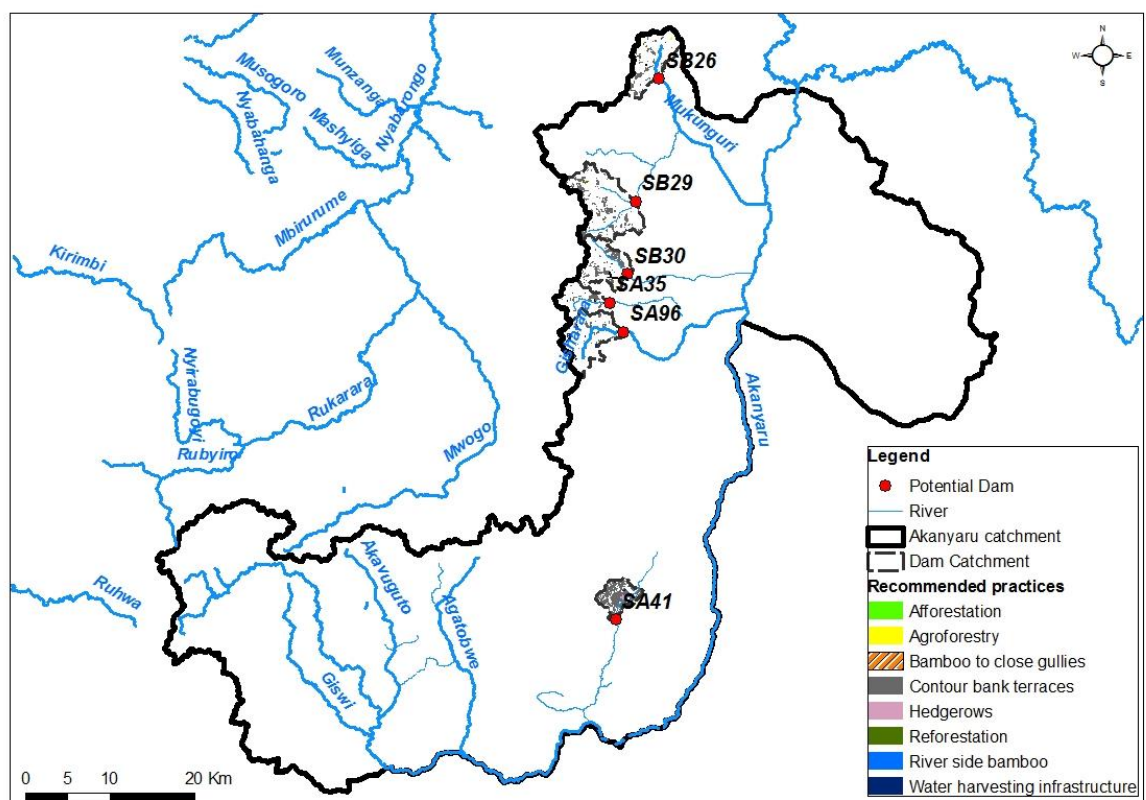 N
W E
S
SB26
Musogoro
Munzanga
Nyabarongo
Nyabahanga
Mashyiga
Mukunguri
SB29
Mbirurume
SB30
Kirimbi
SA35
SA96
Nyirabugoyi
Rukarara
Akanyaru
Rubyiro
Mwogo
Ruhwa
Akavuguto
Agatobwe
SA41
Giswi
Legend
Potential Dam
River
Akanyaru catchment
Dam Catchment
Recommended practices
Afforestation
Agroforestry
Bamboo to close gullies
Contour bank terraces
Hedgerows
Reforestation
River side bamboo
Water harvesting infrastructure
0 5 10 20 Km